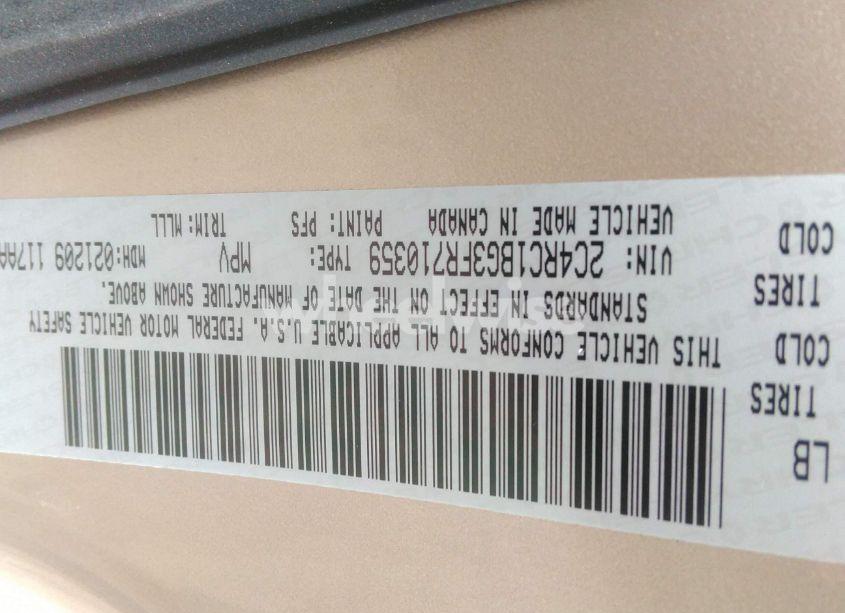 LB
TIRES
COLD
TIRES
COLD
THIS VEHICLE CONFORMS TO ALL APPLICABLE U.S.A. FEDERAL MOTOR VEHICLE SAFETY
STANDARDS IN EFFECT ON THE DATE OF MANUFACTURE SHOWN ABOVE.
VIN: 2C4RC1BG3FR710359 TYPE: MPV MDH:021209 117AA
VEHICLE MADE IN CANADA PAINT: PFS TRIM: MLLL